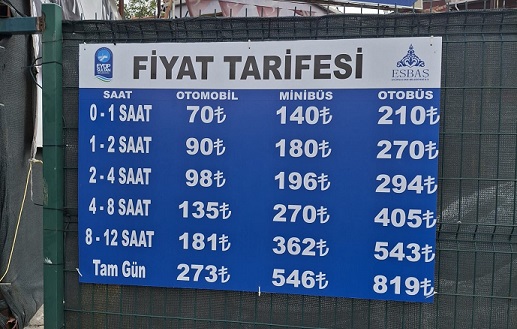 EYÜPSULTAN
FİYAT TARİFESİ
ESBAŞ
SAAT OTOMOBİL MİNİBÜS OTOBÜS
0 - 1 SAAT 70₺ 140₺ 210₺
1 - 2 SAAT 90₺ 180₺ 270₺
2 - 4 SAAT 98₺ 196₺ 294₺
4 - 8 SAAT 135₺ 270₺ 405₺
8 - 12 SAAT 181₺ 362₺ 543₺
Tam Gün 273₺ 546₺ 819₺